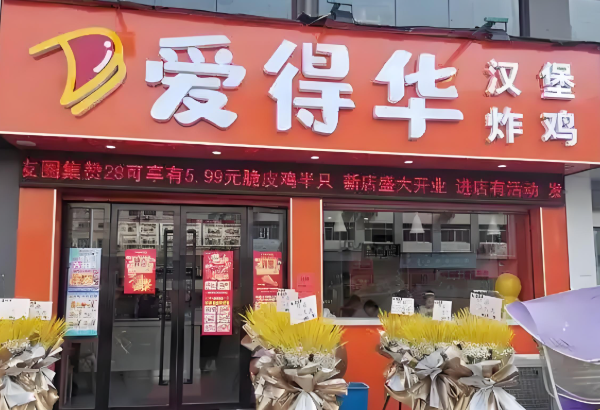 爱得华
汉堡
炸鸡
友圈集赞28可享有5.99元脆皮鸡半只 新店盛大开业 进店有活动 发